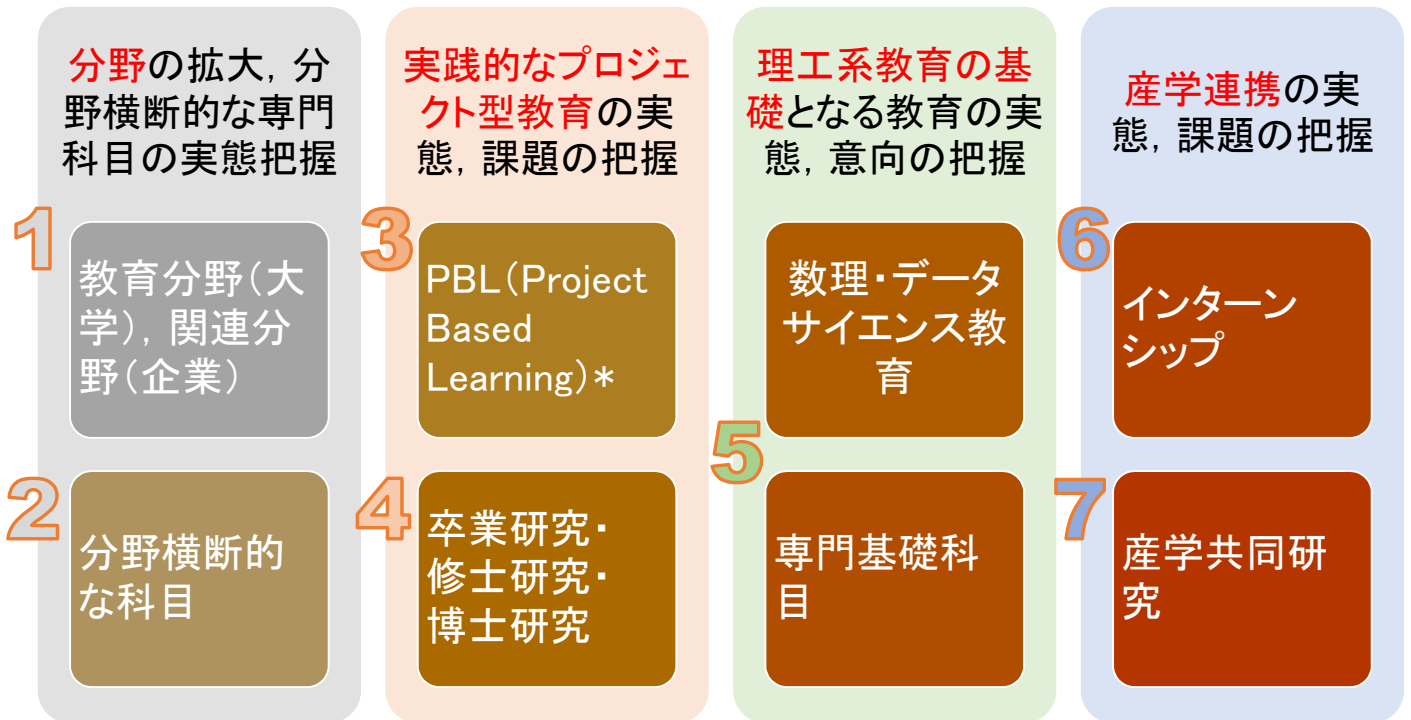 分野の拡大，分
野横断的な専門
科目の実態把握
1
教育分野（大
学），関連分
野（企業）
2
分野横断的
な科目
実践的なプロジェ
クト型教育の実
態，課題の把握
3
PBL（Project
Based
Learning）*
4
卒業研究・
修士研究・
博士研究
理工系教育の基
礎となる教育の実
態，意向の把握
数理・データ
サイエンス教
育
5
専門基礎科
目
産学連携の実
態，課題の把握
6
インターン
シップ
7
産学共同研
究